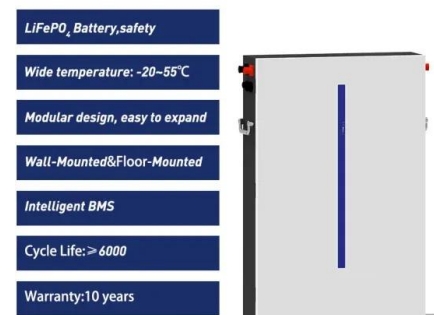 LiFePO₄ Battery,safety
Wide temperature: -20~55℃
Modular design, easy to expand
Wall-Mounted&Floor-Mounted
Intelligent BMS
Cycle Life:≥6000
Warranty:10 years